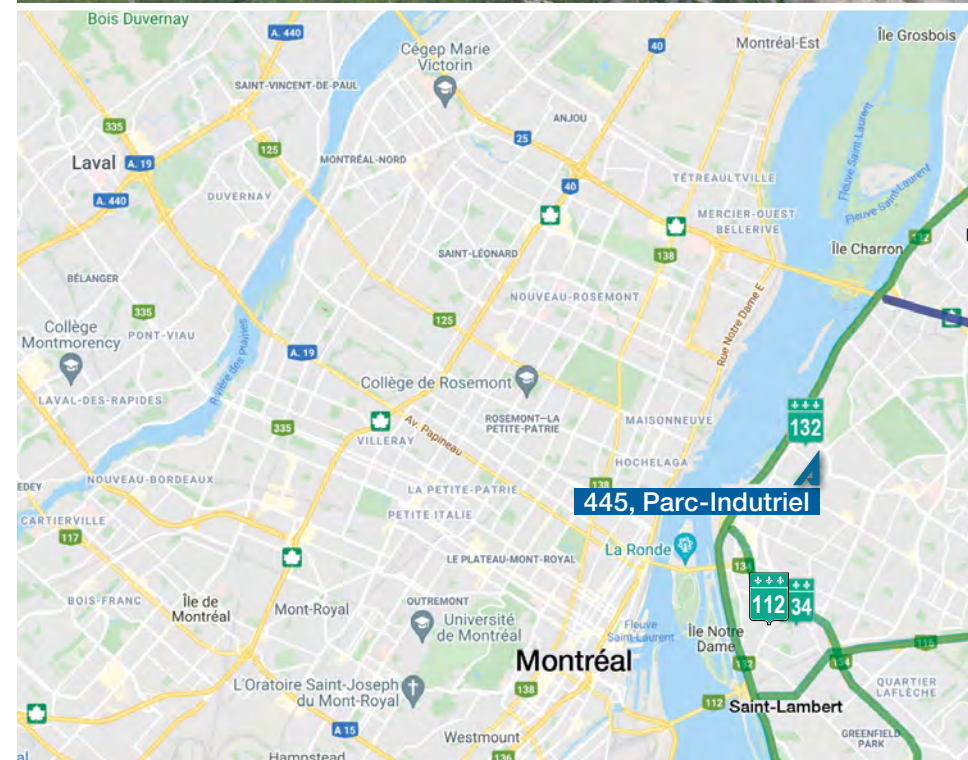 Bois Duvernay
Île Grosbois
A. 440
40
Montréal-Est
Cégep Marie
Victorin
SAINT-VINCENT-DE-PAUL
Fleuve Saint-Laurent
ANJOU
335
25
125
Laval
A. 19
MONTRÉAL-NORD
Fleuve Saint-Laurent
TÉTREAULTVILLE
40
A. 440
DUVERNAY
MERCIER-OUEST
BELLERIVE
132
Île Charron
SAINT-LÉONARD
138
BÉLANGER
NOUVEAU-ROSEMONT
335
125
Collège
Montmorency
PONT-VIAU
Rivière des Prairies
Rue Notre Dame E
A. 19
Collège de Rosemont
LAVAL-DES-RAPIDES
ROSEMONT—LA
PETITE-PATRIE
MAISONNEUVE
132
335
VILLERAY
Av. Papineau
HOCHELAGA
EDEY
NOUVEAU-BORDEAUX
LA PETITE-PATRIE
138
445, Parc-Indutriel
CARTIERVILLE
PETITE ITALIE
117
La Ronde
LE PLATEAU-MONT-ROYAL
134
BOIS-FRANC
Île de
Montréal
Mont-Royal
OUTREMONT
112
34
Université
de Montréal
Fleuve
Saint-Laurent
Île Notre
Dame
116
Montréal
132
134
L'Oratoire Saint-Joseph
du Mont-Royal
138
QUARTIER
LAFLÈCHE
112
Saint-Lambert
A 15
Westmount
GREENFIELD
PARK
al
Hampstead
136